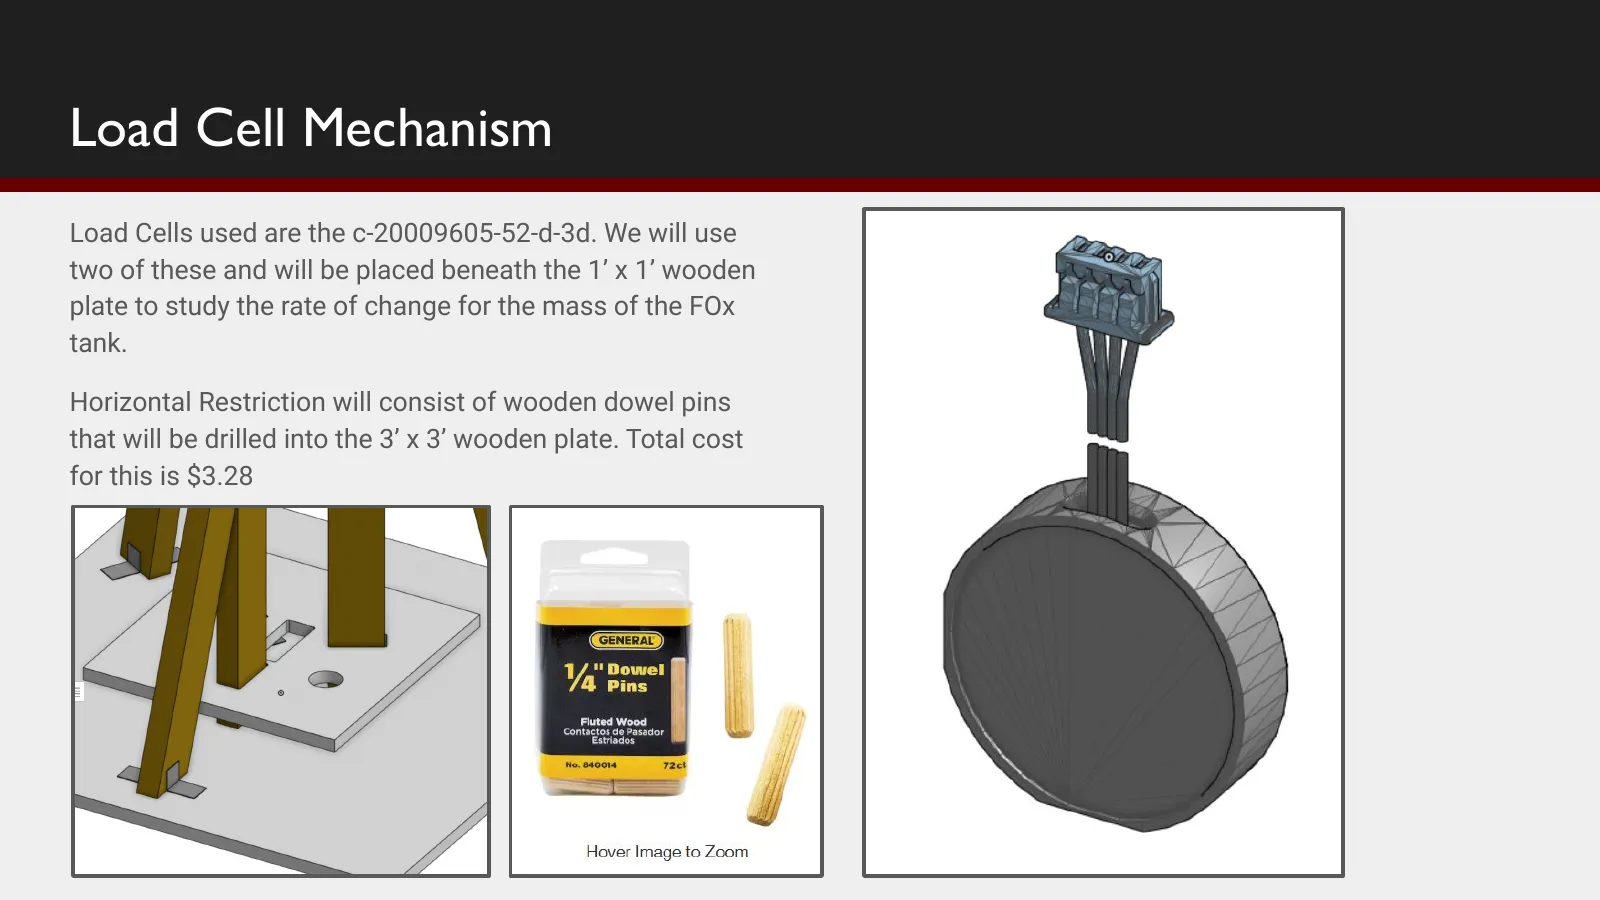 Load Cell Mechanism
Load Cells used are the c-20009605-52-d-3d. We will use
two of these and will be placed beneath the 1’ x 1’ wooden
plate to study the rate of change for the mass of the FOx
tank.
Horizontal Restriction will consist of wooden dowel pins
that will be drilled into the 3’ x 3’ wooden plate. Total cost
for this is $3.28
GENERAL
1/4" Dowel
Pins
Fluted Wood
Contactos de Pasador
Estriados
No. 840014 72ct
Hover Image to Zoom